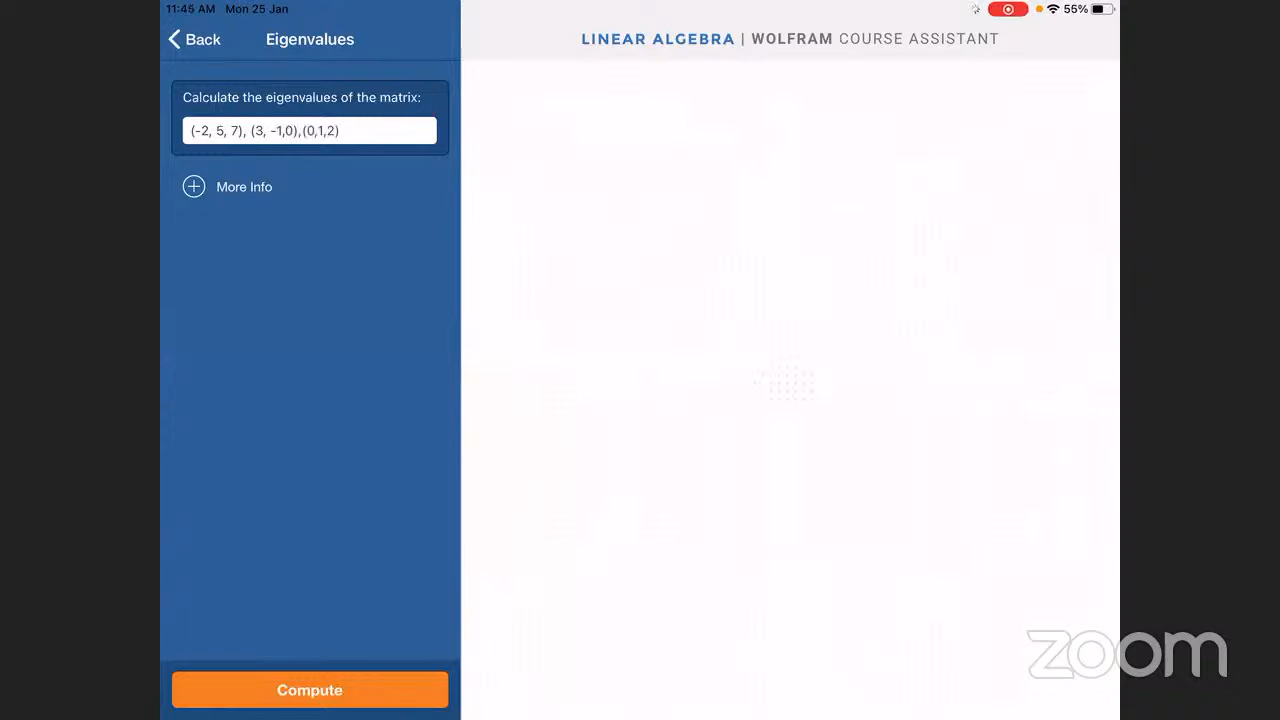 11:45 AM Mon 25 Jan
55%
Back
Eigenvalues
LINEAR ALGEBRA | WOLFRAM COURSE ASSISTANT
Calculate the eigenvalues of the matrix:
(-2, 5, 7), (3, -1,0),(0,1,2)
More Info
Compute
zoom